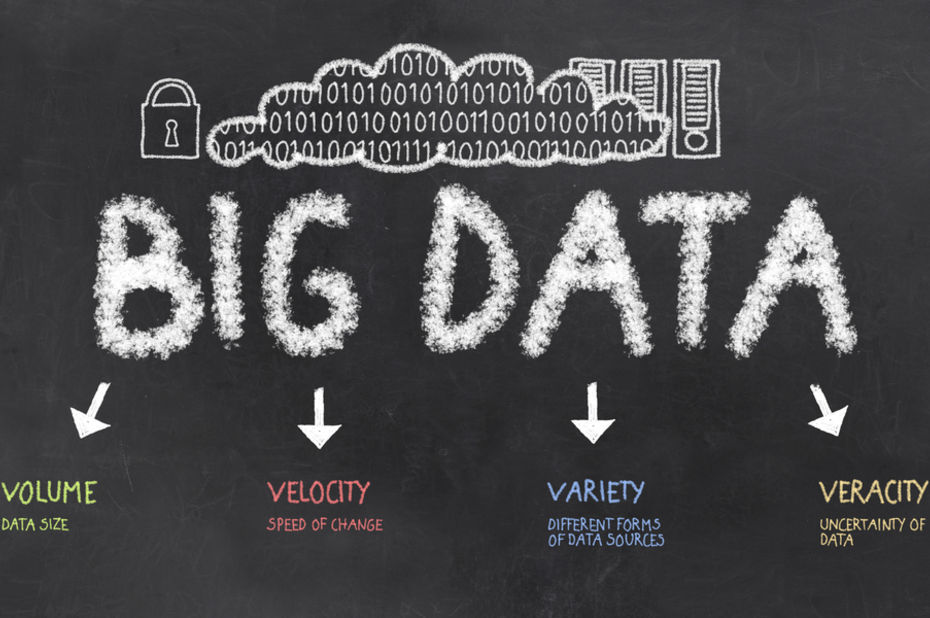 BIG DATA
VOLUME
DATA SIZE
VELOCITY
SPEED OF CHANGE
VARIETY
DIFFERENT FORMS
OF DATA SOURCES
VERACITY
UNCERTAINTY OF
DATA